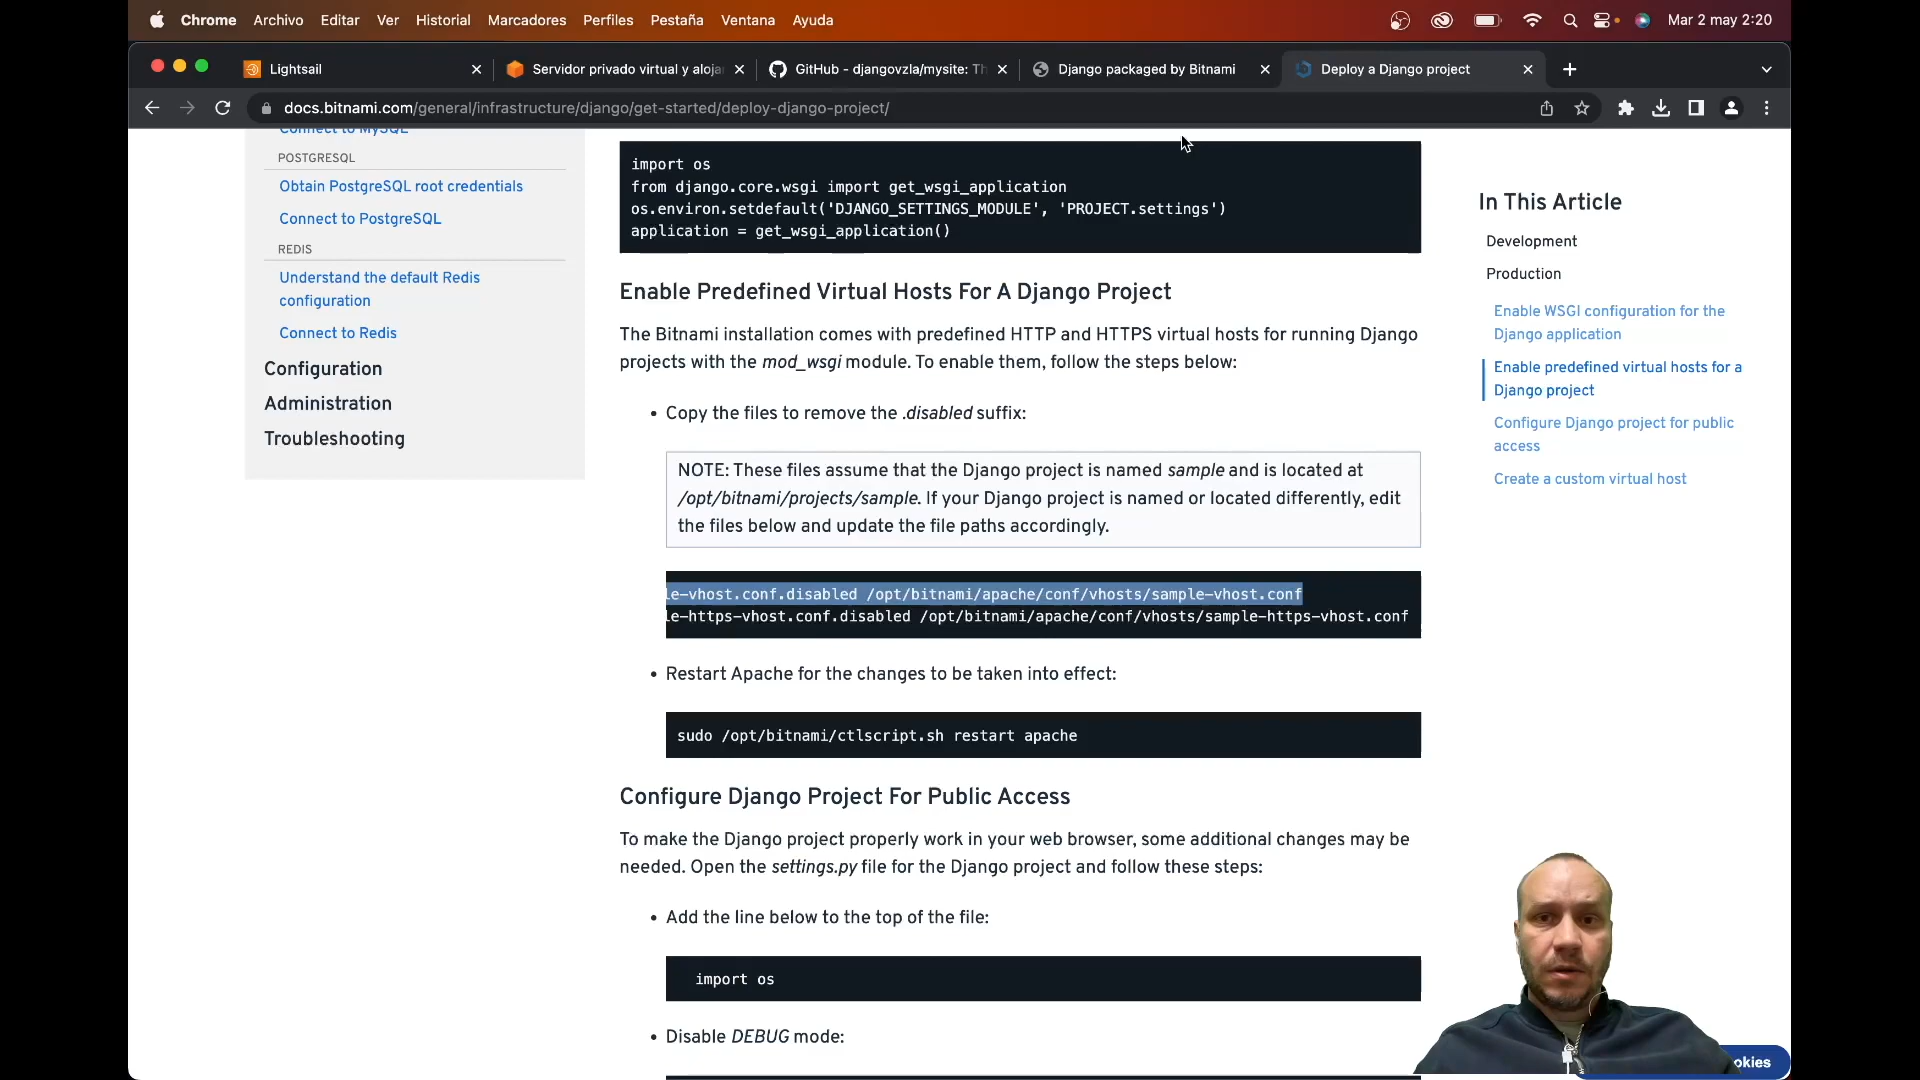 Chrome Archivo Editar Ver Historial Marcadores Perfiles Pestaña Ventana Ayuda Mar 2 may 2:20
Lightsail
Servidor privado virtual y aloja
GitHub - djangovzla/mysite: Th
Django packaged by Bitnami
Deploy a Django project
docs.bitnami.com/general/infrastructure/django/get-started/deploy-django-project/
Connect to MySQL
POSTGRESQL
Obtain PostgreSQL root credentials
Connect to PostgreSQL
REDIS
Understand the default Redis
configuration
Connect to Redis
Configuration
Administration
Troubleshooting
import os
from django.core.wsgi import get_wsgi_application
os.environ.setdefault('DJANGO_SETTINGS_MODULE', 'PROJECT.settings')
application = get_wsgi_application()
Enable Predefined Virtual Hosts For A Django Project
The Bitnami installation comes with predefined HTTP and HTTPS virtual hosts for running Django
projects with the mod_wsgi module. To enable them, follow the steps below:
• Copy the files to remove the .disabled suffix:
NOTE: These files assume that the Django project is named sample and is located at
/opt/bitnami/projects/sample. If your Django project is named or located differently, edit
the files below and update the file paths accordingly.
le-vhost.conf.disabled /opt/bitnami/apache/conf/vhosts/sample-vhost.conf
le-https-vhost.conf.disabled /opt/bitnami/apache/conf/vhosts/sample-https-vhost.conf
• Restart Apache for the changes to be taken into effect:
sudo /opt/bitnami/ctlscript.sh restart apache
Configure Django Project For Public Access
To make the Django project properly work in your web browser, some additional changes may be
needed. Open the settings.py file for the Django project and follow these steps:
• Add the line below to the top of the file:
import os
• Disable DEBUG mode:
In This Article
Development
Production
Enable WSGI configuration for the
Django application
Enable predefined virtual hosts for a
Django project
Configure Django project for public
access
Create a custom virtual host
okies